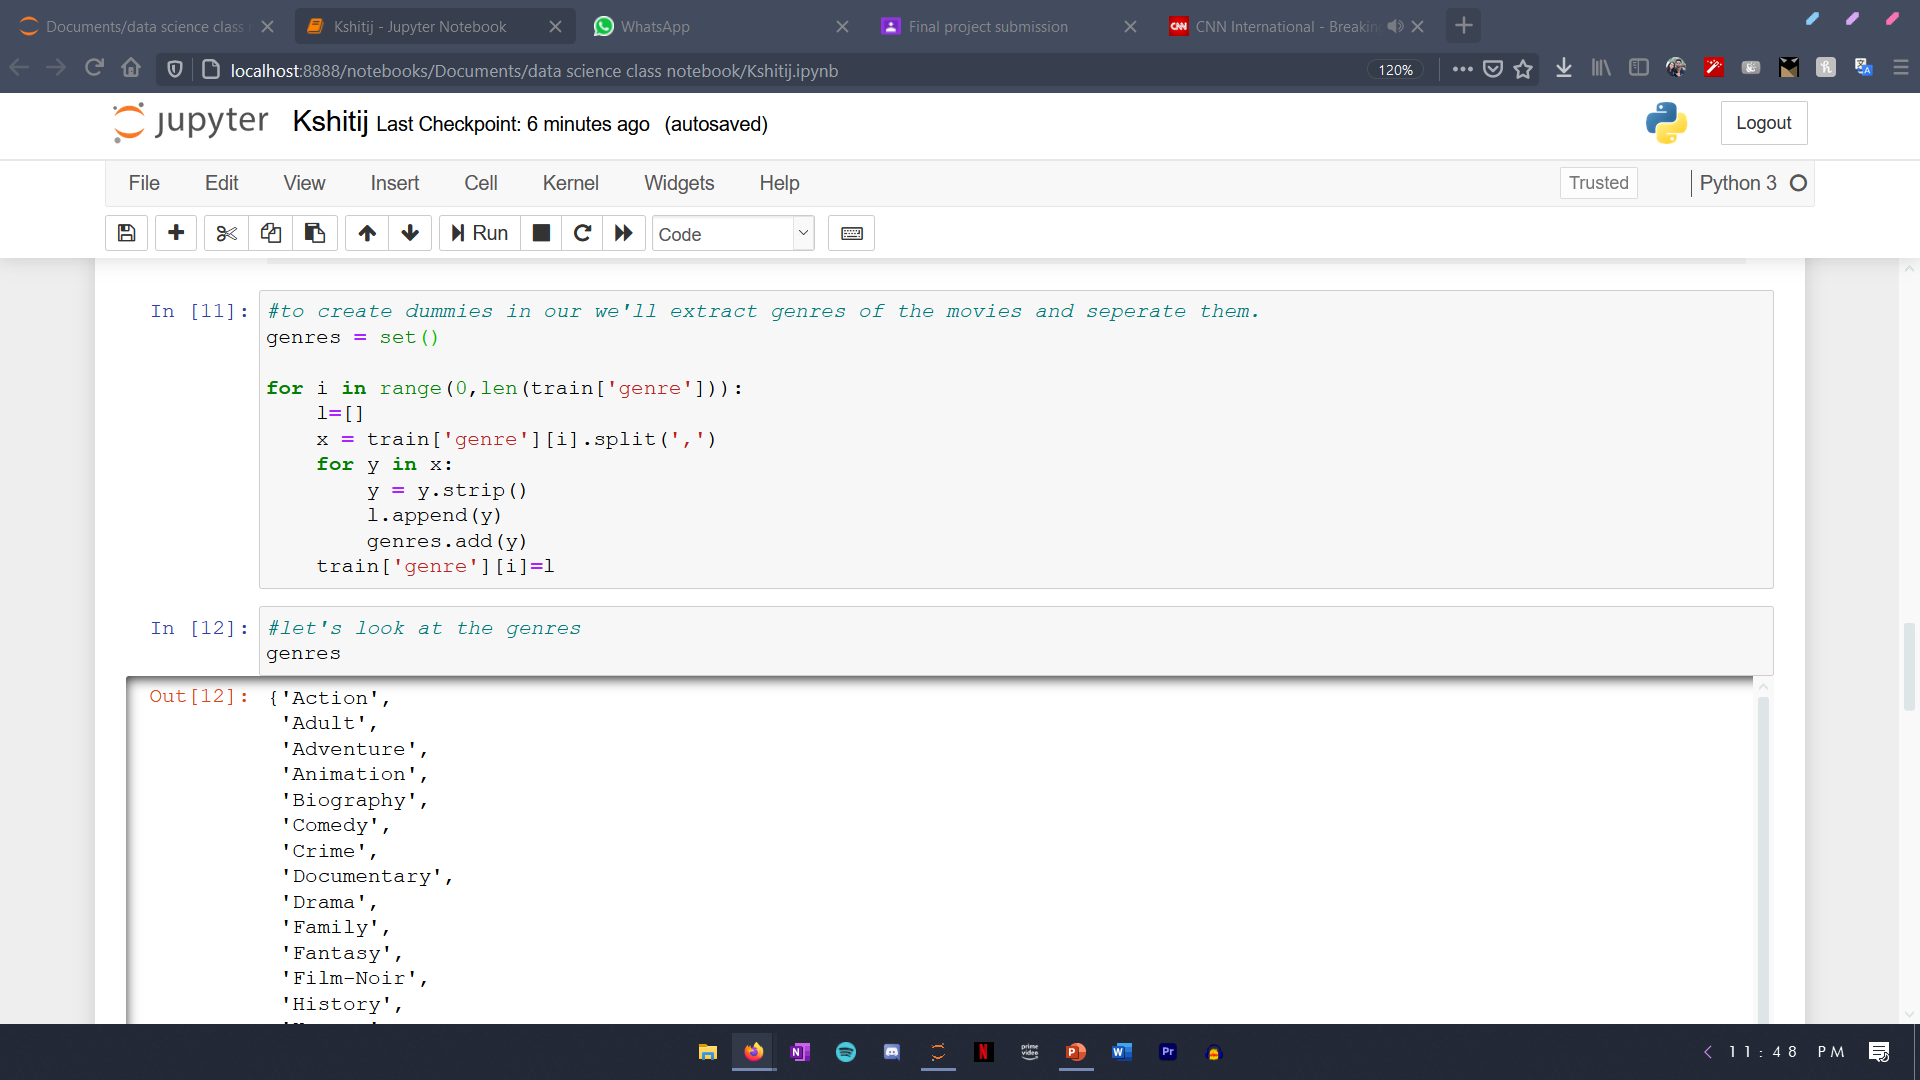 Documents/data science class
Kshitij - Jupyter Notebook
WhatsApp
Final project submission
CNN CNN International - Breakin
localhost:8888/notebooks/Documents/data science class notebook/Kshitij.ipynb
120%
jupyter Kshitij Last Checkpoint: 6 minutes ago (autosaved)
Logout
File Edit View Insert Cell Kernel Widgets Help
Trusted
Python 3
Run
Code
In [11]:
#to create dummies in our we'll extract genres of the movies and seperate them.
genres = set()
for i in range(0,len(train['genre'])):
    l=[]
    x = train['genre'][i].split(',')
    for y in x:
        y = y.strip()
        l.append(y)
        genres.add(y)
    train['genre'][i]=l
In [12]:
#let's look at the genres
genres
Out[12]:
{'Action',
 'Adult',
 'Adventure',
 'Animation',
 'Biography',
 'Comedy',
 'Crime',
 'Documentary',
 'Drama',
 'Family',
 'Fantasy',
 'Film-Noir',
 'History',
N
N
prime video
P
W
Pr
11:48 PM